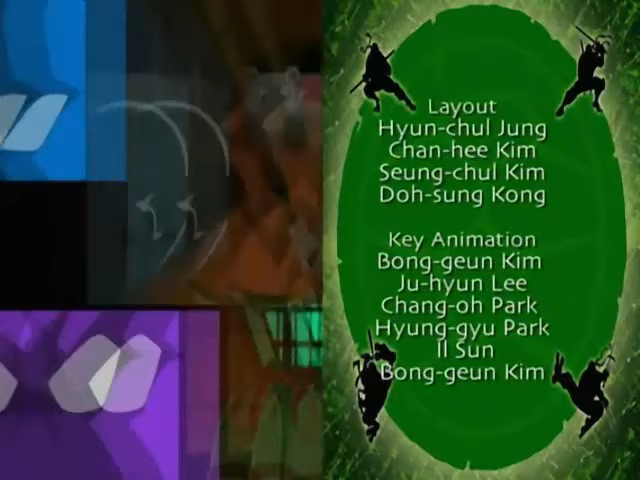 Layout
Hyun-chul Jung
Chan-hee Kim
Seung-chul Kim
Doh-sung Kong
Key Animation
Bong-geun Kim
Ju-hyun Lee
Chang-oh Park
Hyung-gyu Park
Il Sun
Bong-geun Kim